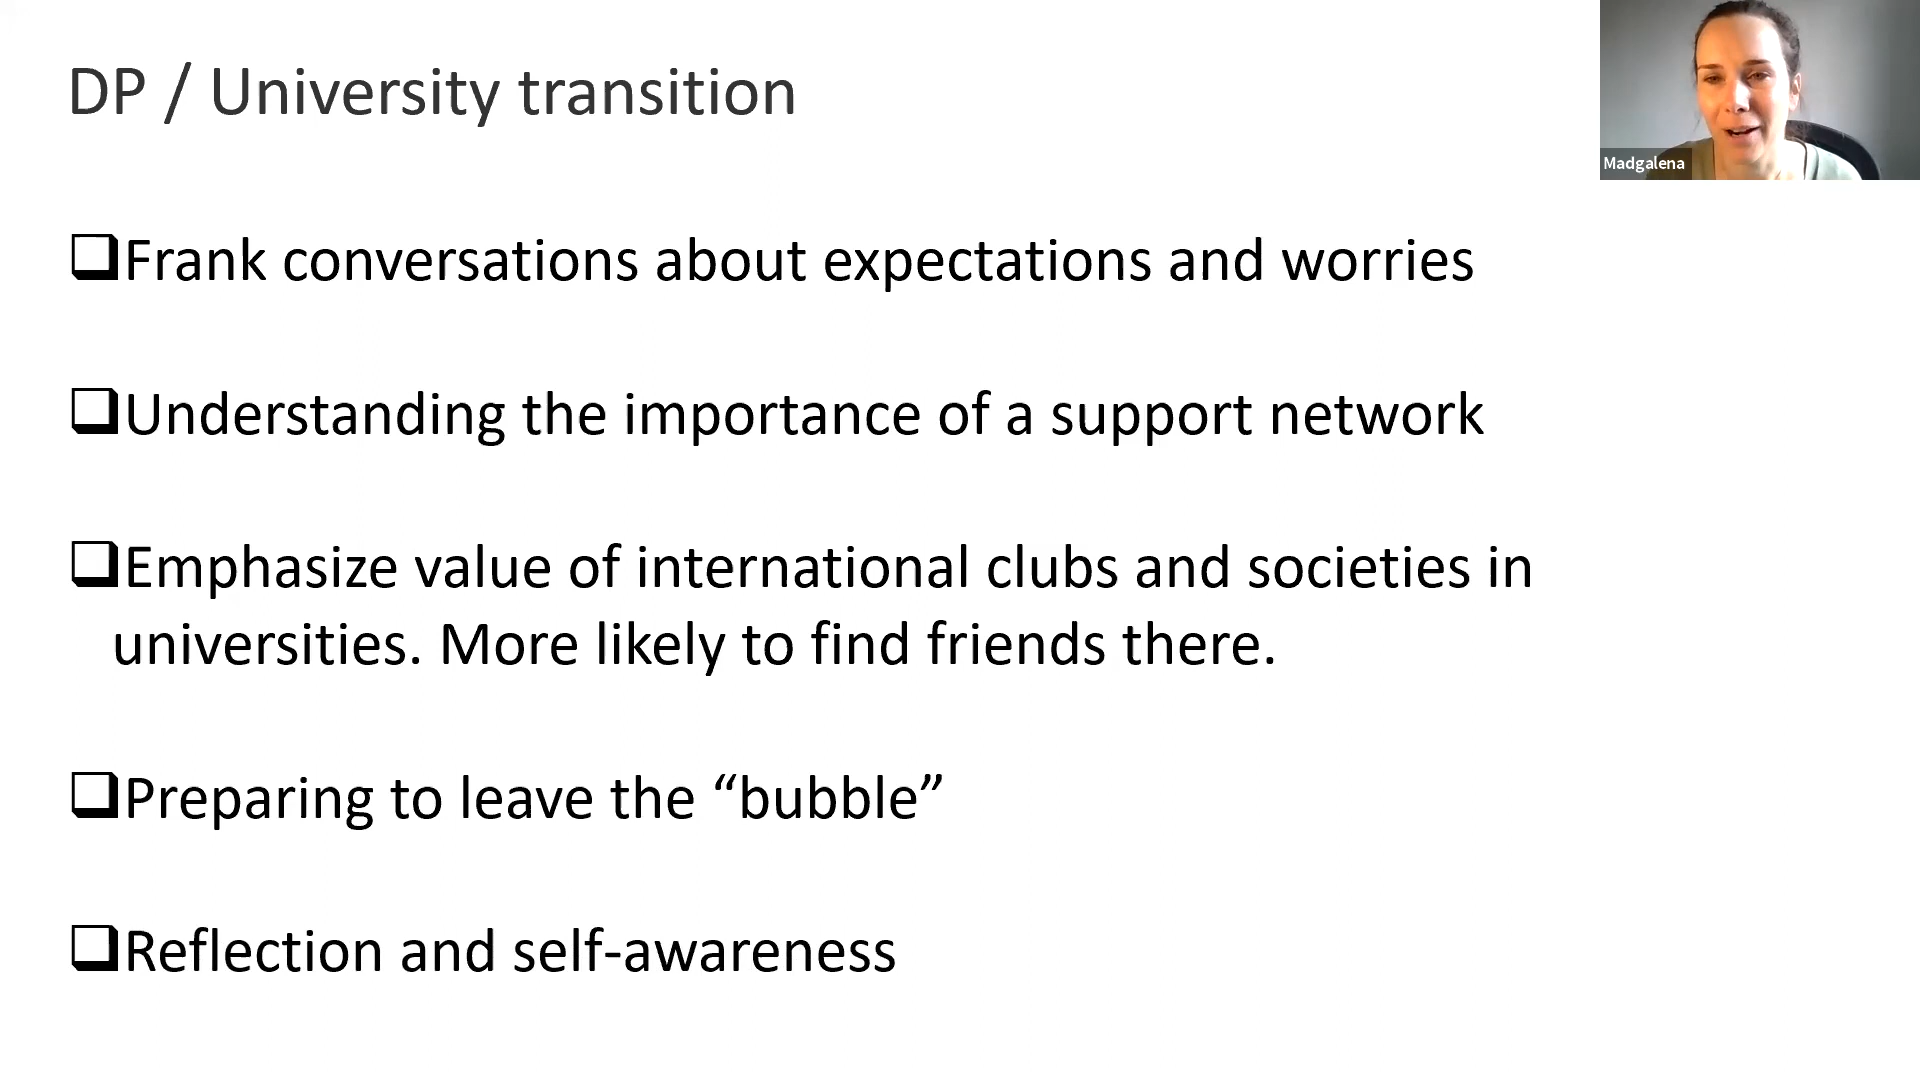 DP / University transition
Madgalena
❑Frank conversations about expectations and worries
❑Understanding the importance of a support network
❑Emphasize value of international clubs and societies in
universities. More likely to find friends there.
❑Preparing to leave the “bubble”
❑Reflection and self-awareness